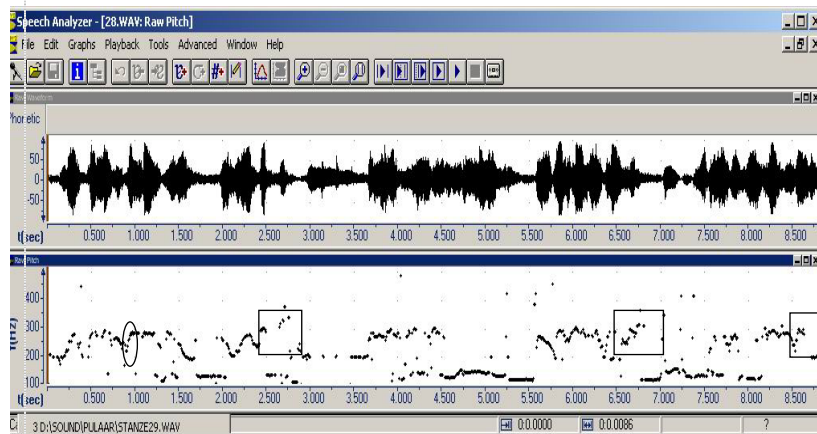 Speech Analyzer - [28.WAV: Raw Pitch]
File Edit Graphs Playback Tools Advanced Window Help
Raw Waveform
Phonetic
50-
0-
-50-
t(sec) 0.500 1.000 1.500 2.000 2.500 3.000 3.500 4.000 4.500 5.000 5.500 6.000 6.500 7.000 7.500 8.000 8.500
Raw Pitch
400-
300-
200-
100
f(Hz)
t(sec) 0.500 1.000 1.500 2.000 2.500 3.000 3.500 4.000 4.500 5.000 5.500 6.000 6.500 7.000 7.500 8.000 8.500
3 D:\SOUND\PULAAR\STANZE29.WAV 0:0.0000 0:0.0086 ?